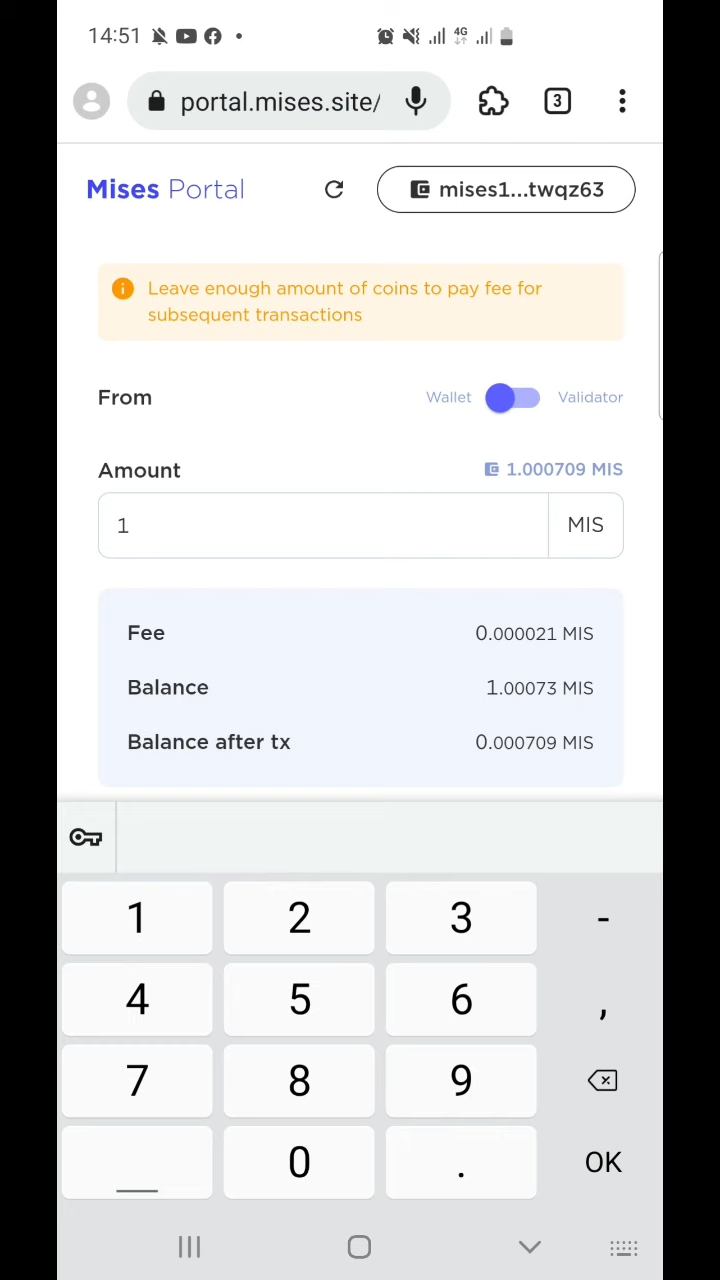 14:51 4G
portal.mises.site/ 3
Mises Portal mises1...twqz63
Leave enough amount of coins to pay fee for
subsequent transactions
From Wallet Validator
Amount 1.000709 MIS
1 MIS
Fee 0.000021 MIS
Balance 1.00073 MIS
Balance after tx 0.000709 MIS
1 2 3 -
4 5 6 ,
7 8 9
0 . OK